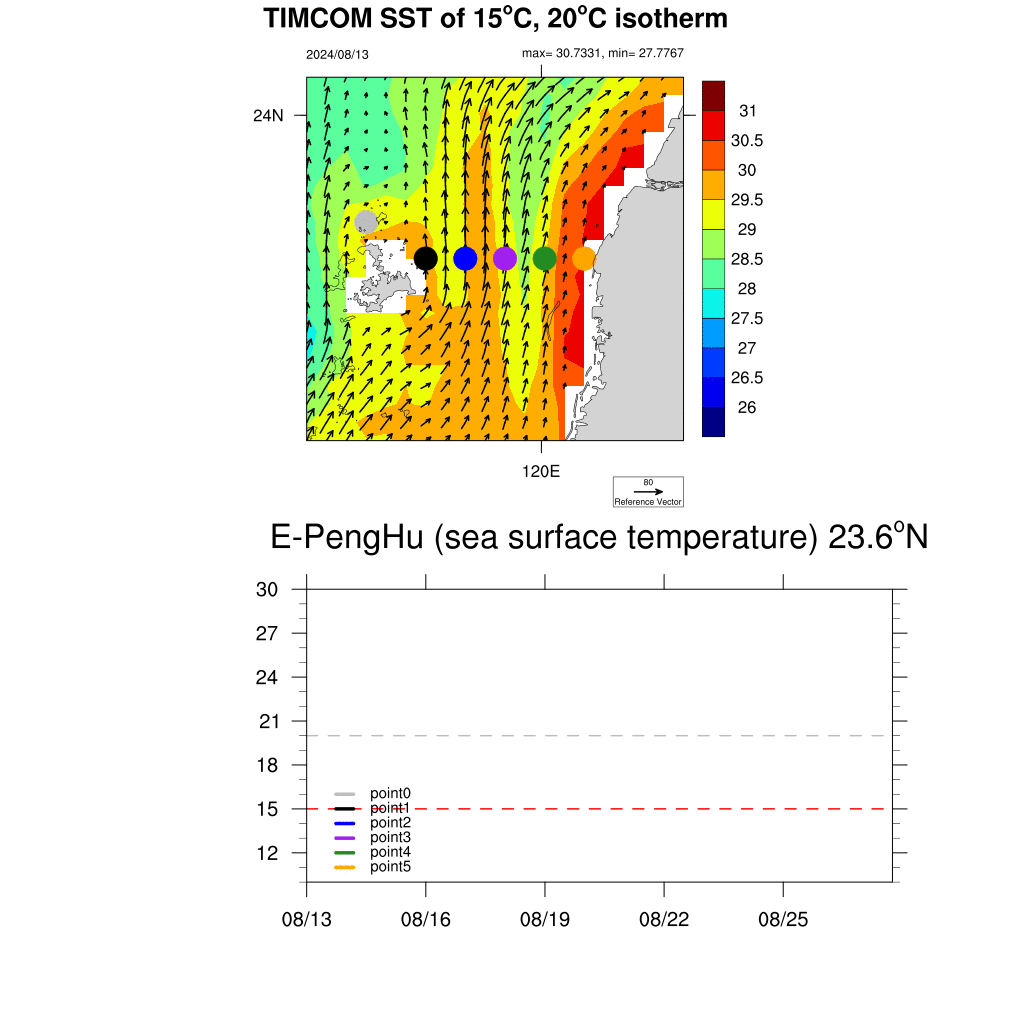 TIMCOM SST of 15°C, 20°C isotherm
2024/08/13
max= 30.7331, min= 27.7767
24N
31
30.5
30
29.5
29
28.5
28
27.5
27
26.5
26
120E
80
Reference Vector
E-PengHu (sea surface temperature) 23.6°N
30
27
24
21
18
15
12
point0
point1
point2
point3
point4
point5
08/13
08/16
08/19
08/22
08/25